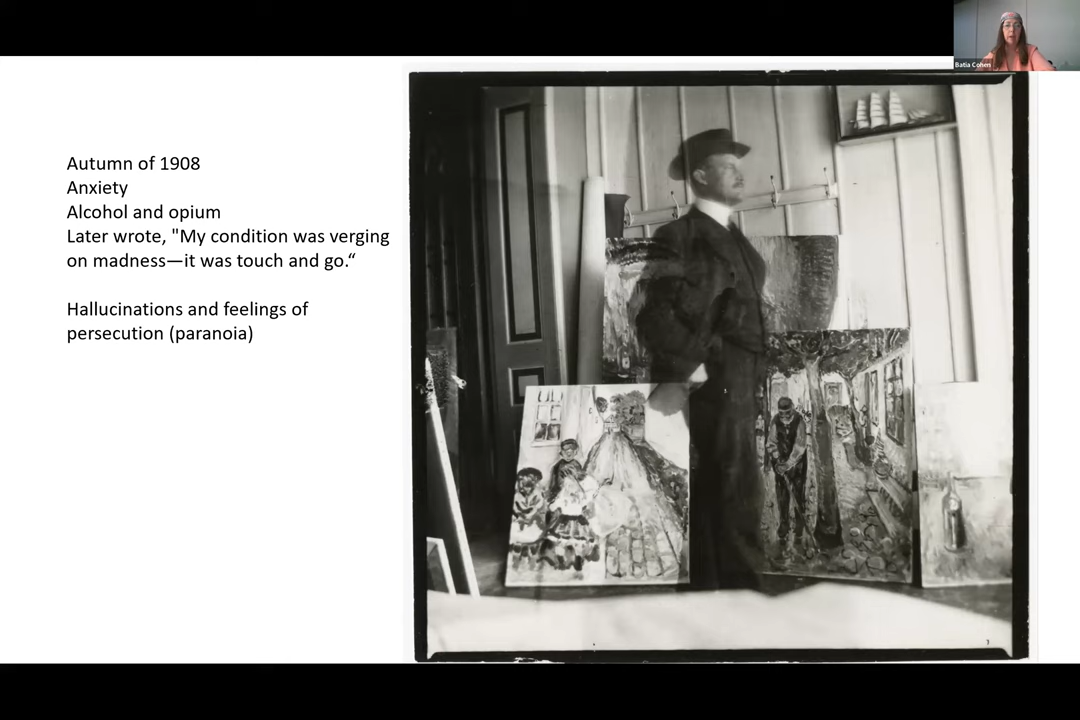 Batia Cohen
Autumn of 1908
Anxiety
Alcohol and opium
Later wrote, "My condition was verging
on madness—it was touch and go.“
Hallucinations and feelings of
persecution (paranoia)